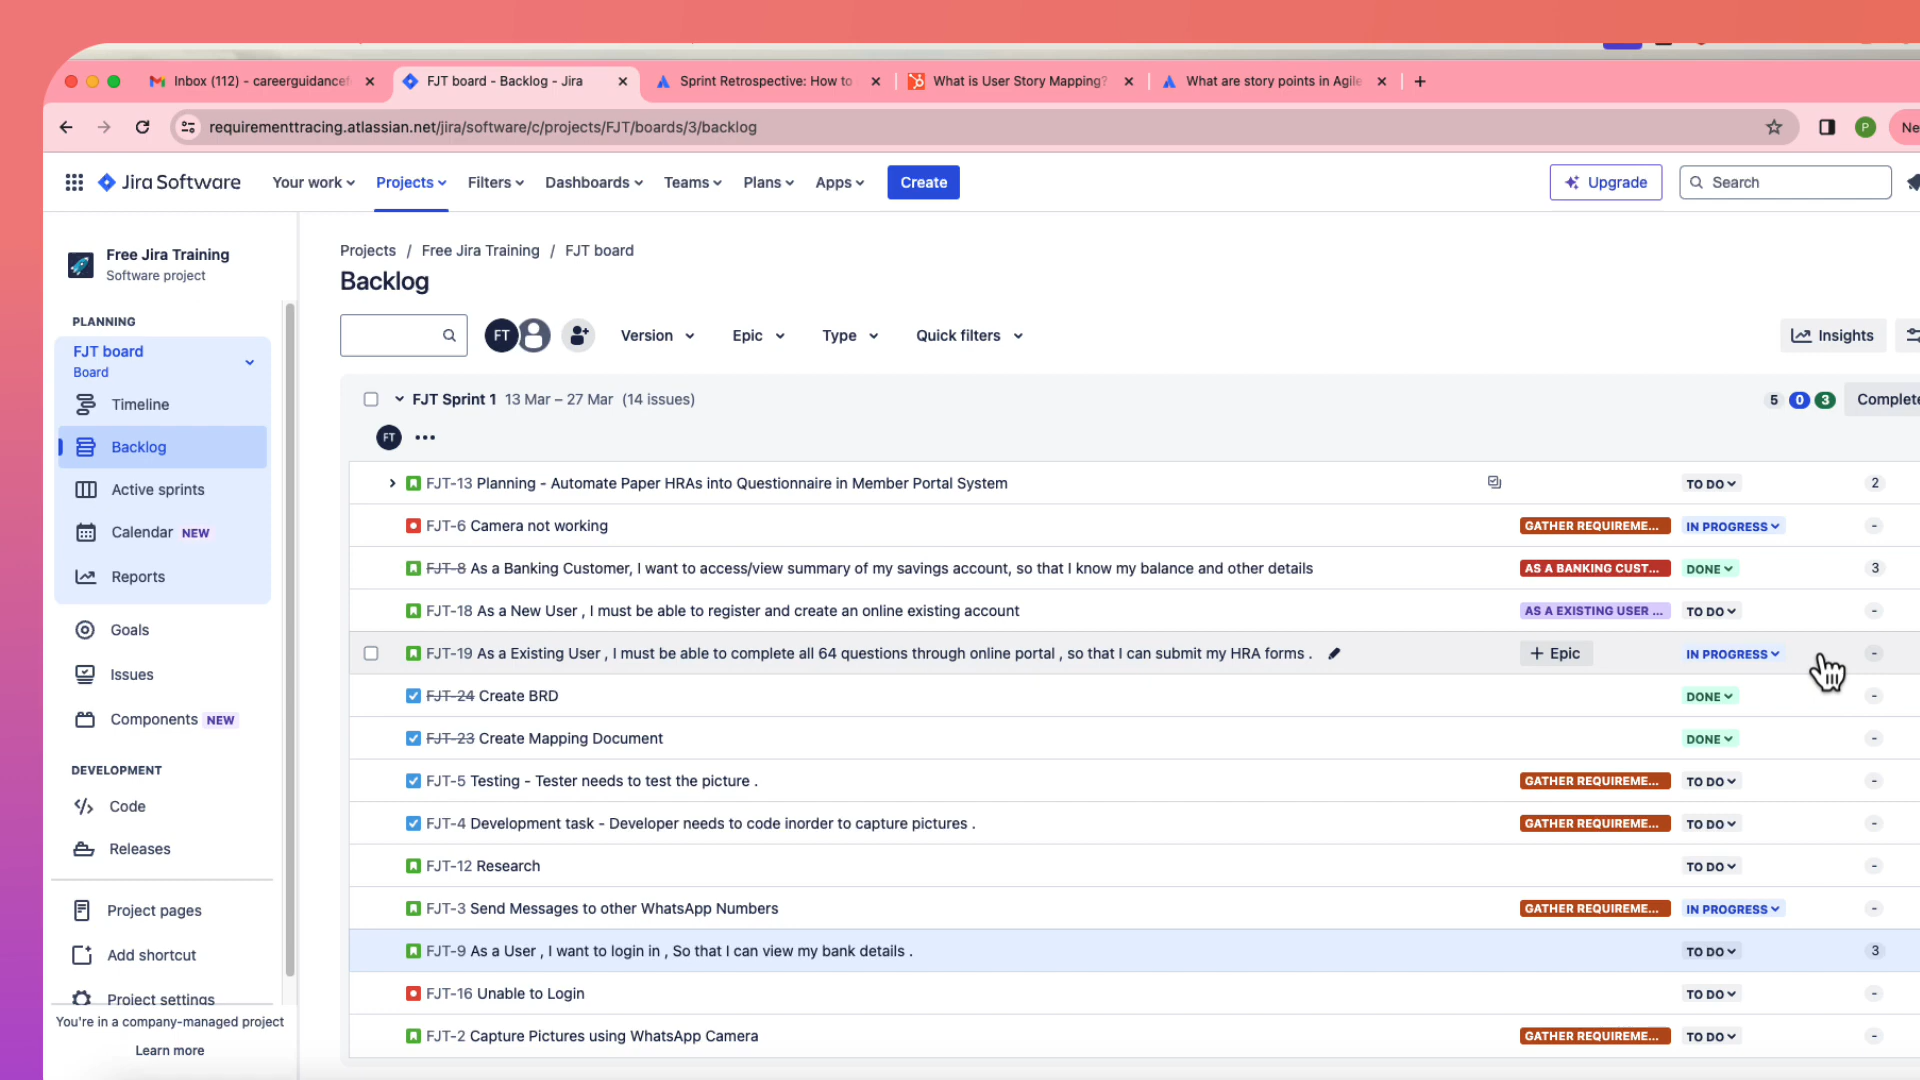 Inbox (112) - careerguidancef
FJT board - Backlog - Jira
Sprint Retrospective: How to
What is User Story Mapping?
What are story points in Agile
requirementtracing.atlassian.net/jira/software/c/projects/FJT/boards/3/backlog
P
Ne
Jira Software
Your work
Projects
Filters
Dashboards
Teams
Plans
Apps
Create
Upgrade
Search
Free Jira Training
Software project
PLANNING
FJT board
Board
Timeline
Backlog
Active sprints
Calendar NEW
Reports
Goals
Issues
Components NEW
DEVELOPMENT
Code
Releases
Project pages
Add shortcut
Project settings
You're in a company-managed project
Learn more
Projects / Free Jira Training / FJT board
Backlog
FT
Version
Epic
Type
Quick filters
Insights
FJT Sprint 1 13 Mar – 27 Mar (14 issues)
5 0 3 Complete
FT
FJT-13 Planning - Automate Paper HRAs into Questionnaire in Member Portal System TO DO 2
FJT-6 Camera not working GATHER REQUIREME... IN PROGRESS -
FJT-8 As a Banking Customer, I want to access/view summary of my savings account, so that I know my balance and other details AS A BANKING CUST... DONE 3
FJT-18 As a New User , I must be able to register and create an online existing account AS A EXISTING USER ... TO DO -
FJT-19 As a Existing User , I must be able to complete all 64 questions through online portal , so that I can submit my HRA forms . + Epic IN PROGRESS -
FJT-24 Create BRD DONE -
FJT-23 Create Mapping Document DONE -
FJT-5 Testing - Tester needs to test the picture . GATHER REQUIREME... TO DO -
FJT-4 Development task - Developer needs to code inorder to capture pictures . GATHER REQUIREME... TO DO -
FJT-12 Research TO DO -
FJT-3 Send Messages to other WhatsApp Numbers GATHER REQUIREME... IN PROGRESS -
FJT-9 As a User , I want to login in , So that I can view my bank details . TO DO 3
FJT-16 Unable to Login TO DO -
FJT-2 Capture Pictures using WhatsApp Camera GATHER REQUIREME... TO DO -